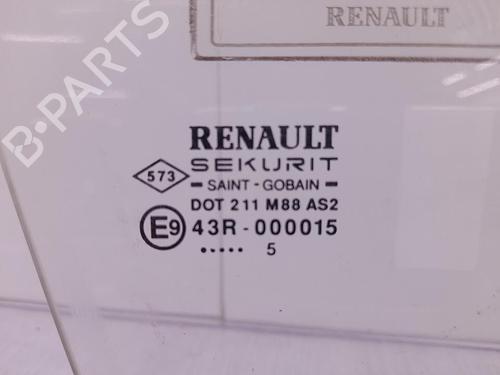 RENAULT
B-PARTS
RENAULT
SEKURIT
573
SAINT - GOBAIN
DOT 211 M88 AS2
E9 43R - 000015
..... 5